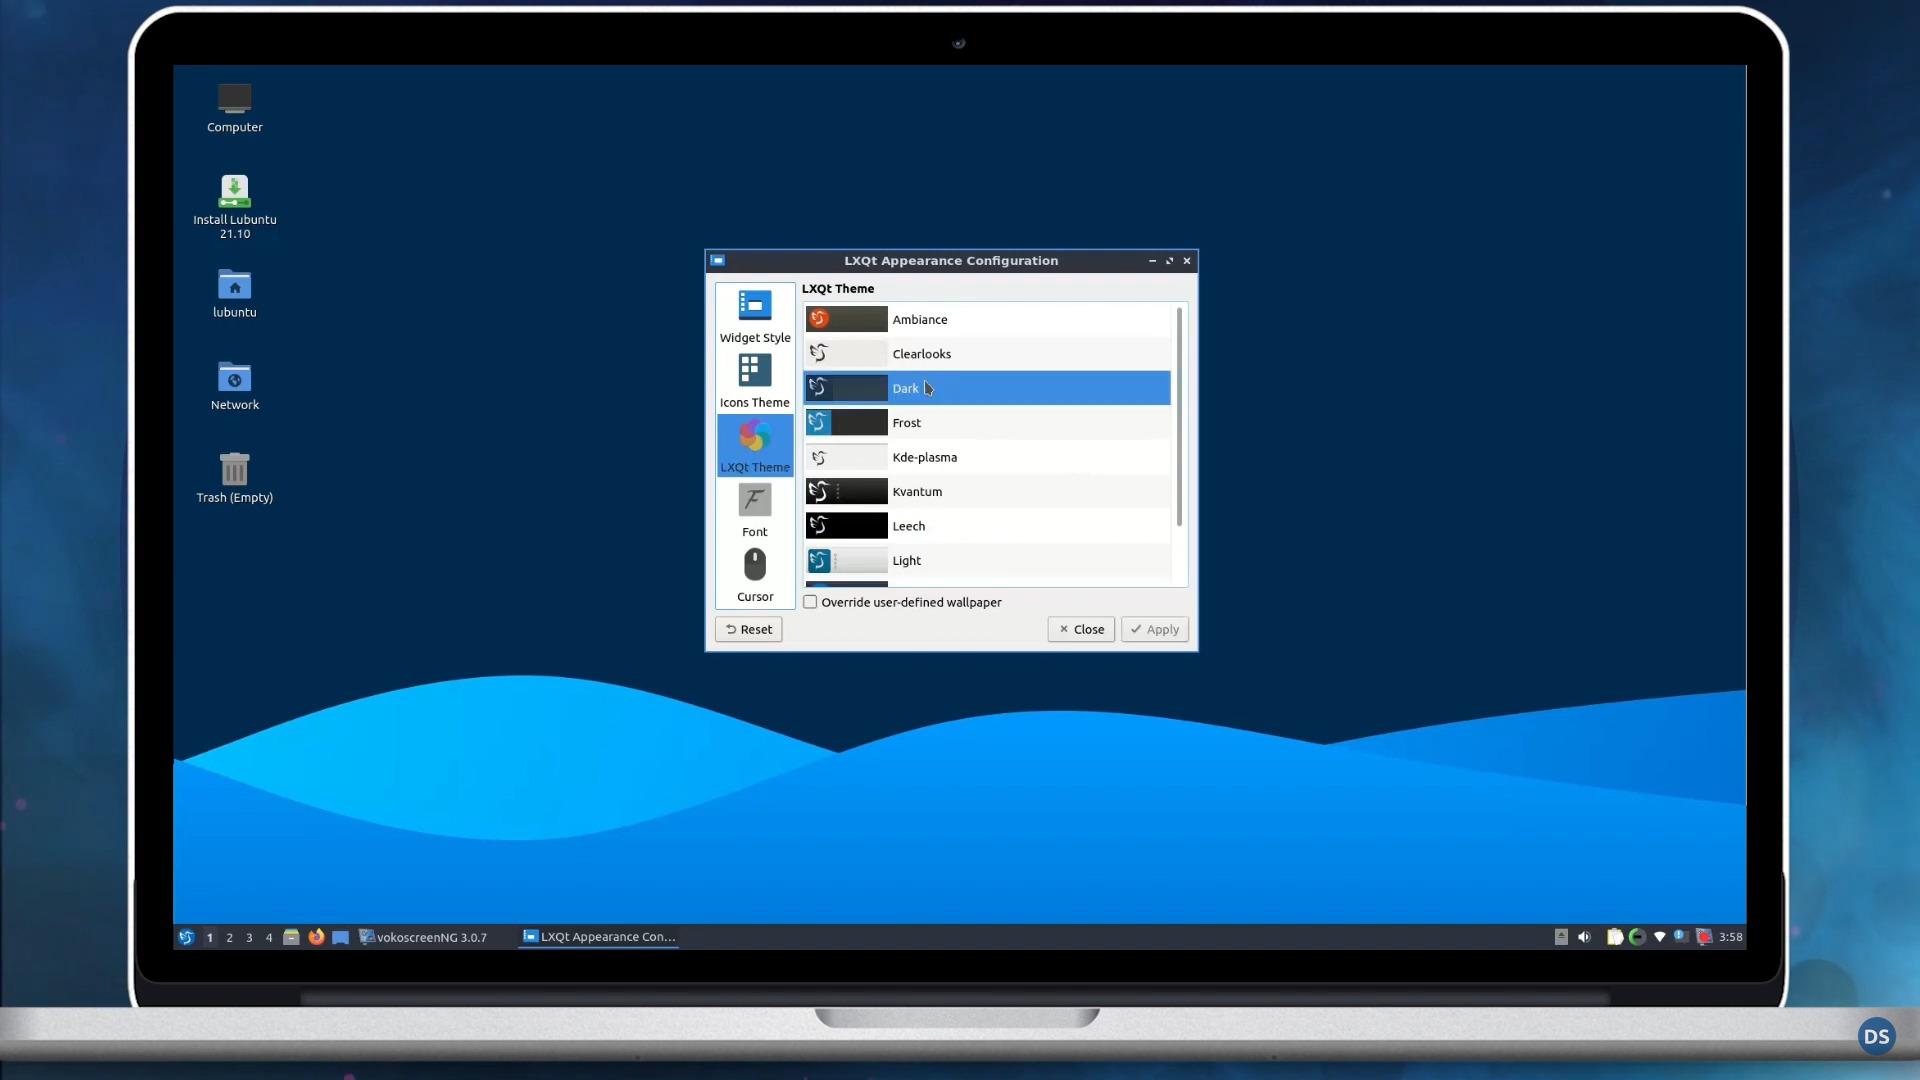 Computer
Install Lubuntu
21.10
lubuntu
Network
Trash (Empty)
LXQt Appearance Configuration
Widget Style
Icons Theme
LXQt Theme
Font
Cursor
LXQt Theme
Ambiance
Clearlooks
Dark
Frost
Kde-plasma
Kvantum
Leech
Light
Override user-defined wallpaper
Reset
Close
Apply
1 2 3 4
vokoscreenNG 3.0.7
LXQt Appearance Con...
3:58
DS